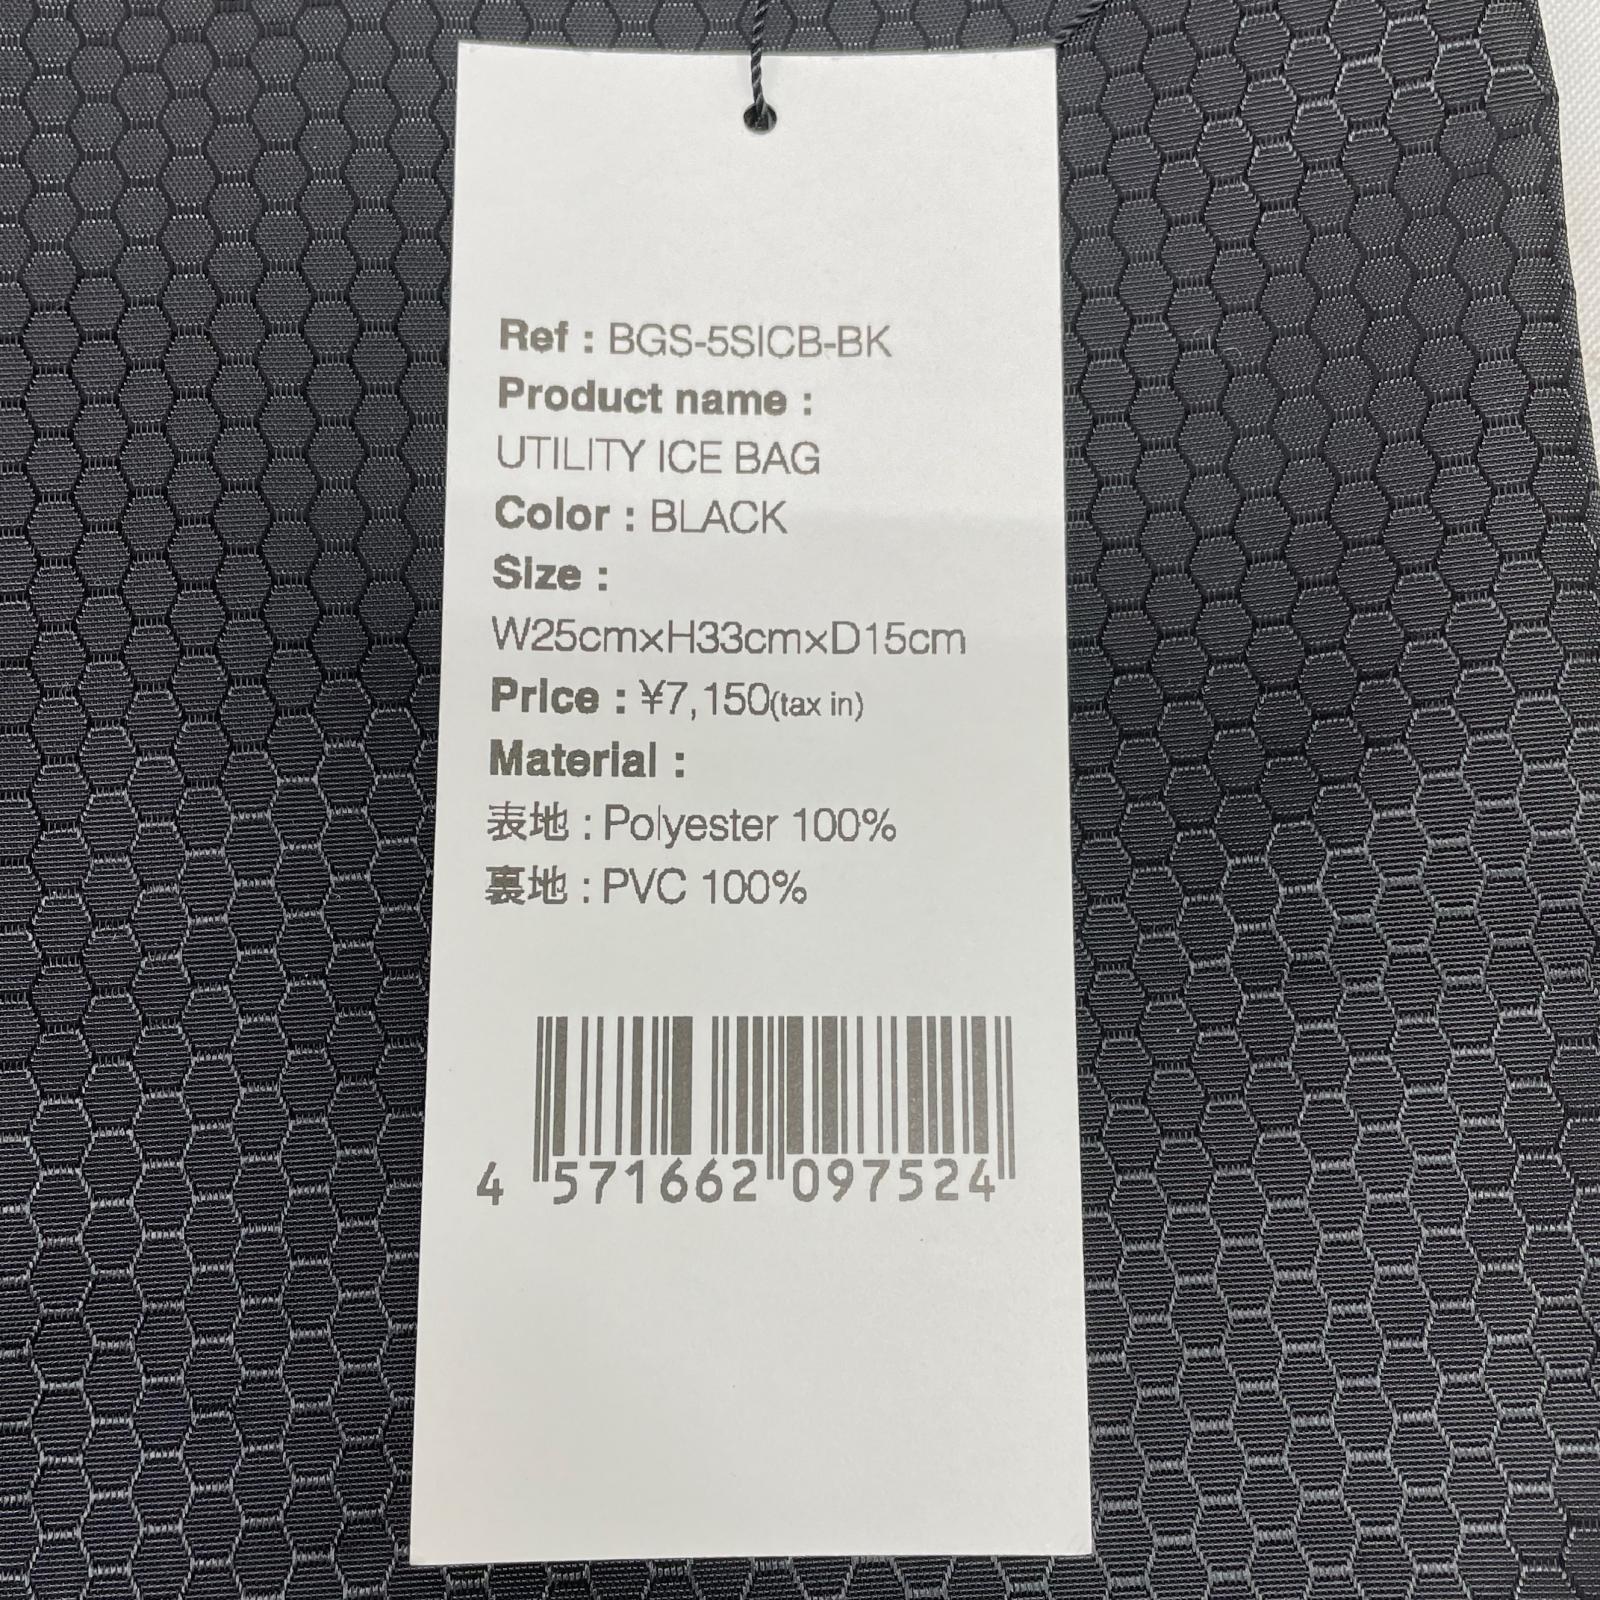 Ref : BGS-5SICB-BK
Product name :
UTILITY ICE BAG
Color : BLACK
Size :
W25cm×H33cm×D15cm
Price : ¥7,150(tax in)
Material :
表地 : Polyester 100%
裏地 : PVC 100%
4 571662 097524